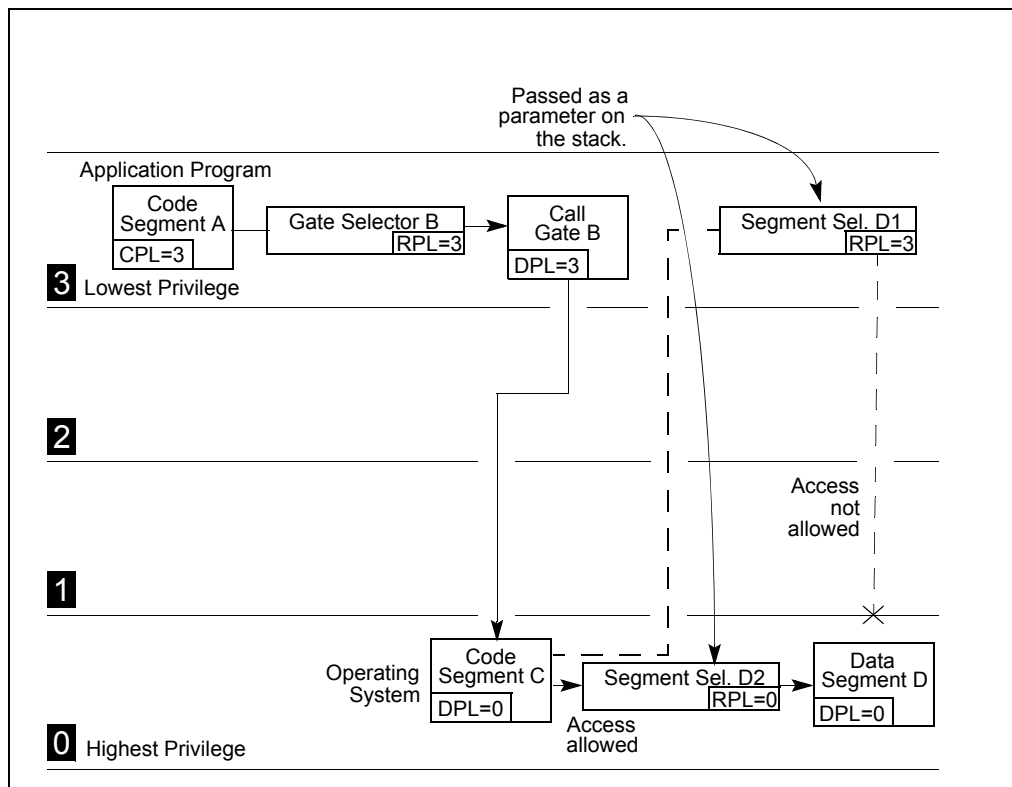 Passed as a
parameter on
the stack.
Application Program
Code
Segment A
CPL=3
Gate Selector B
RPL=3
Call
Gate B
DPL=3
Segment Sel. D1
RPL=3
3 Lowest Privilege
2
Access
not
allowed
1
Operating
System
Code
Segment C
DPL=0
Segment Sel. D2
RPL=0
Access
allowed
Data
Segment D
DPL=0
0 Highest Privilege